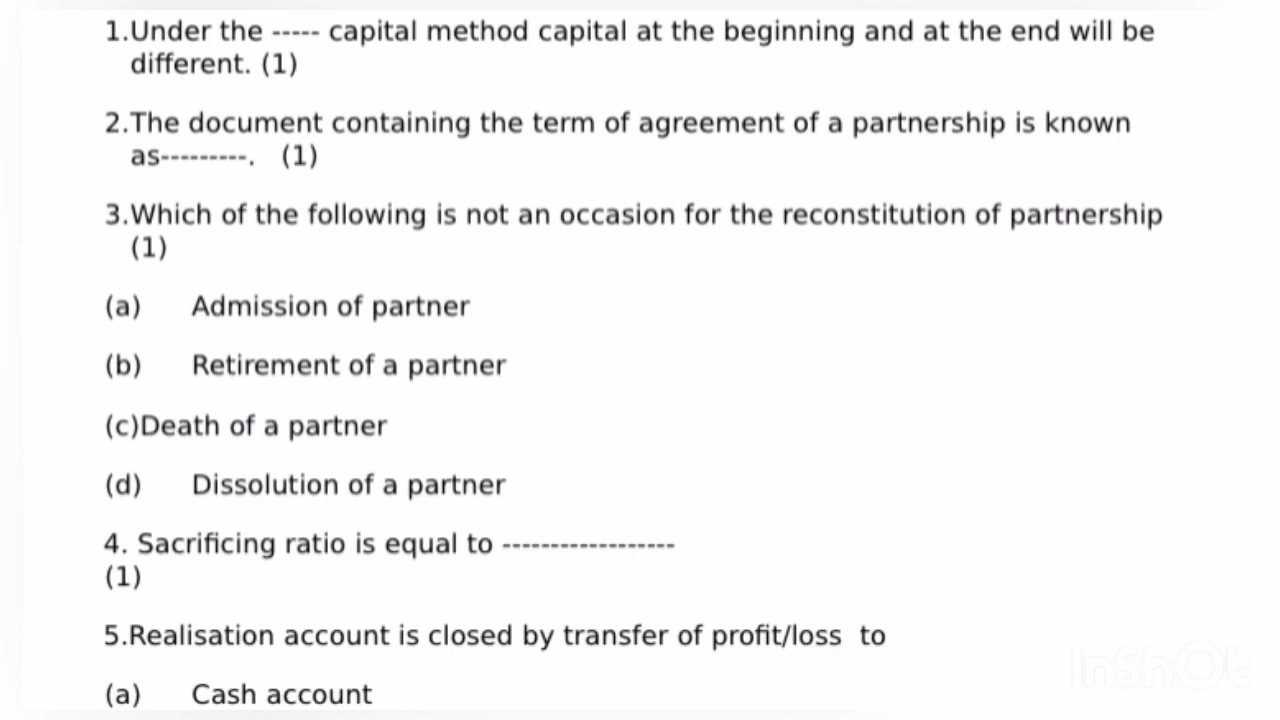 1.Under the ----- capital method capital at the beginning and at the end will be
different. (1)
2.The document containing the term of agreement of a partnership is known
as---------. (1)
3.Which of the following is not an occasion for the reconstitution of partnership
(1)
(a) Admission of partner
(b) Retirement of a partner
(c)Death of a partner
(d) Dissolution of a partner
4. Sacrificing ratio is equal to ------------------
(1)
5.Realisation account is closed by transfer of profit/loss to
(a) Cash account
InShOt